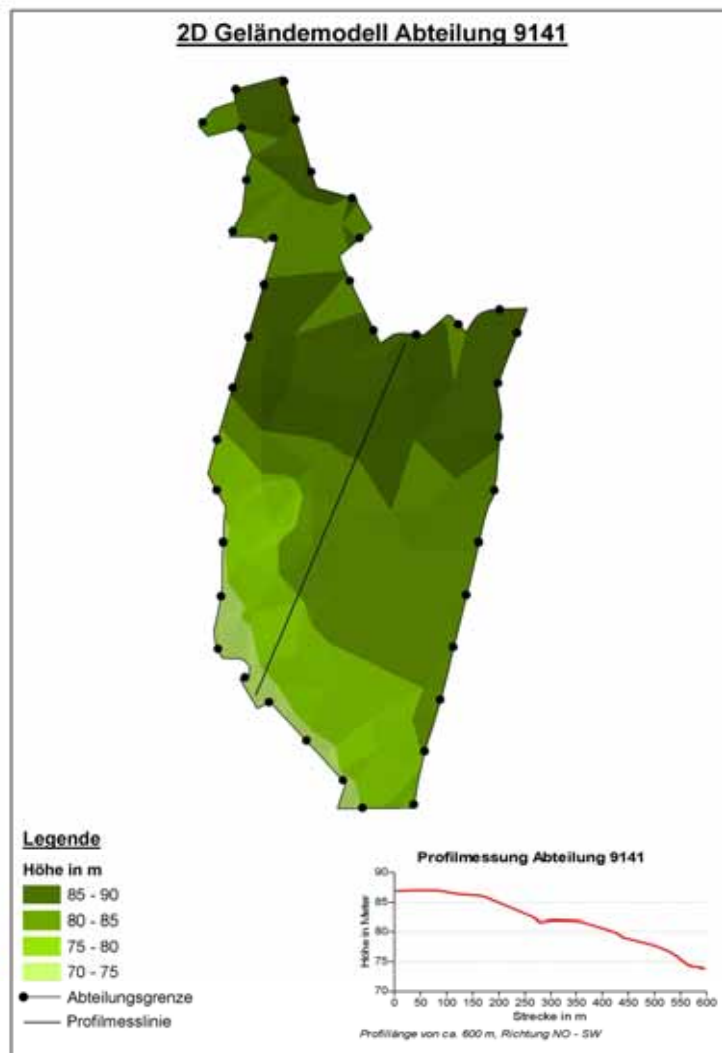 2D Geländemodell Abteilung 9141
Legende
Höhe in m
85 - 90
80 - 85
75 - 80
70 - 75
Abteilungsgrenze
Profilmesslinie
Profilmessung Abteilung 9141
Höhe in Meter
90
85
80
75
70
0 50 100 150 200 250 300 350 400 450 500 550 600
Strecke in m
Profillänge von ca. 600 m, Richtung NO - SW